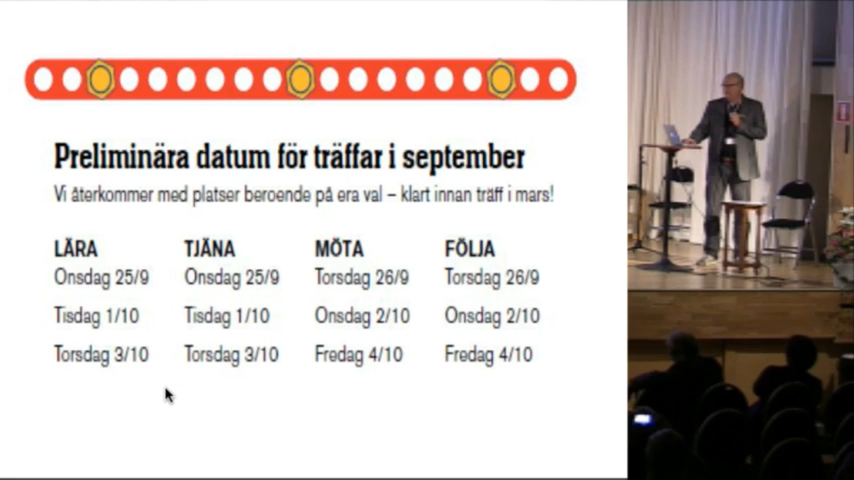 Preliminära datum för träffar i september
Vi återkommer med platser beroende på era val – klart innan träff i mars!
LÄRA TJÄNA MÖTA FÖLJA
Onsdag 25/9 Onsdag 25/9 Torsdag 26/9 Torsdag 26/9
Tisdag 1/10 Tisdag 1/10 Onsdag 2/10 Onsdag 2/10
Torsdag 3/10 Torsdag 3/10 Fredag 4/10 Fredag 4/10